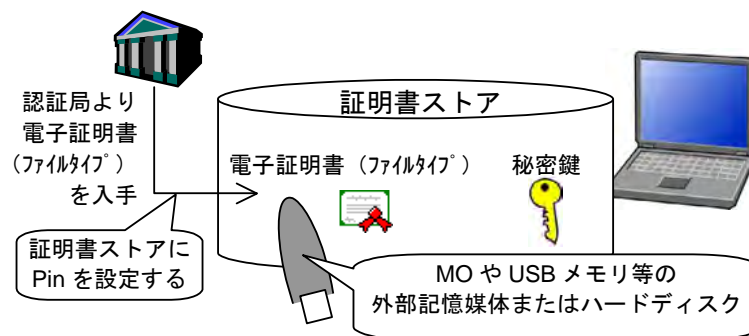 認証局より
電子証明書
(ﾌｧｲﾙﾀｲﾌﾟ)
を入手
証明書ストア
電子証明書（ﾌｧｲﾙﾀｲﾌﾟ） 秘密鍵
証明書ストアに
Pin を設定する
MO や USB メモリ等の
外部記憶媒体またはハードディスク